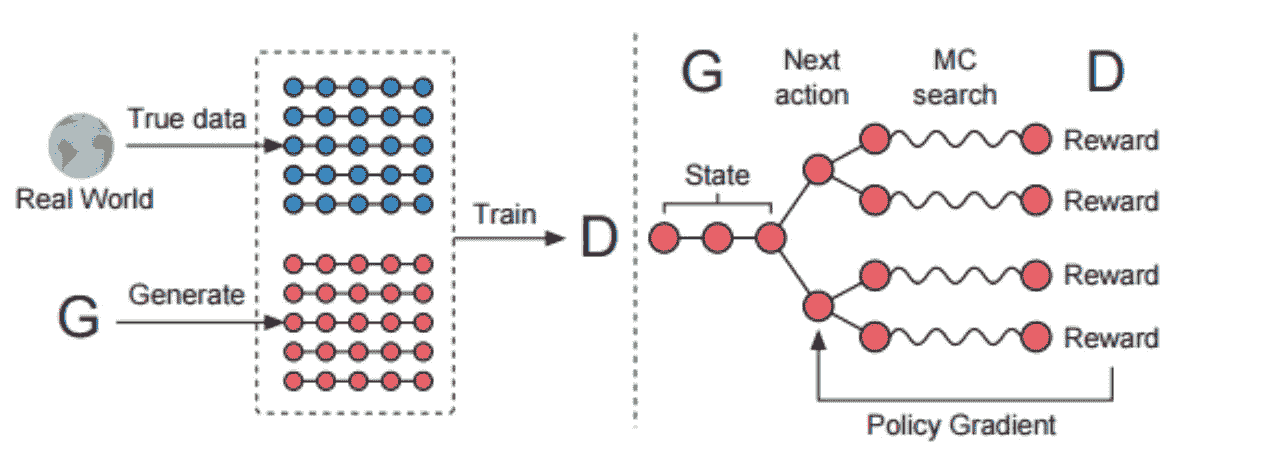 True data
Real World
G
Generate
Train
D
G
Next
action
MC
search
D
State
Reward
Reward
Reward
Reward
Policy Gradient